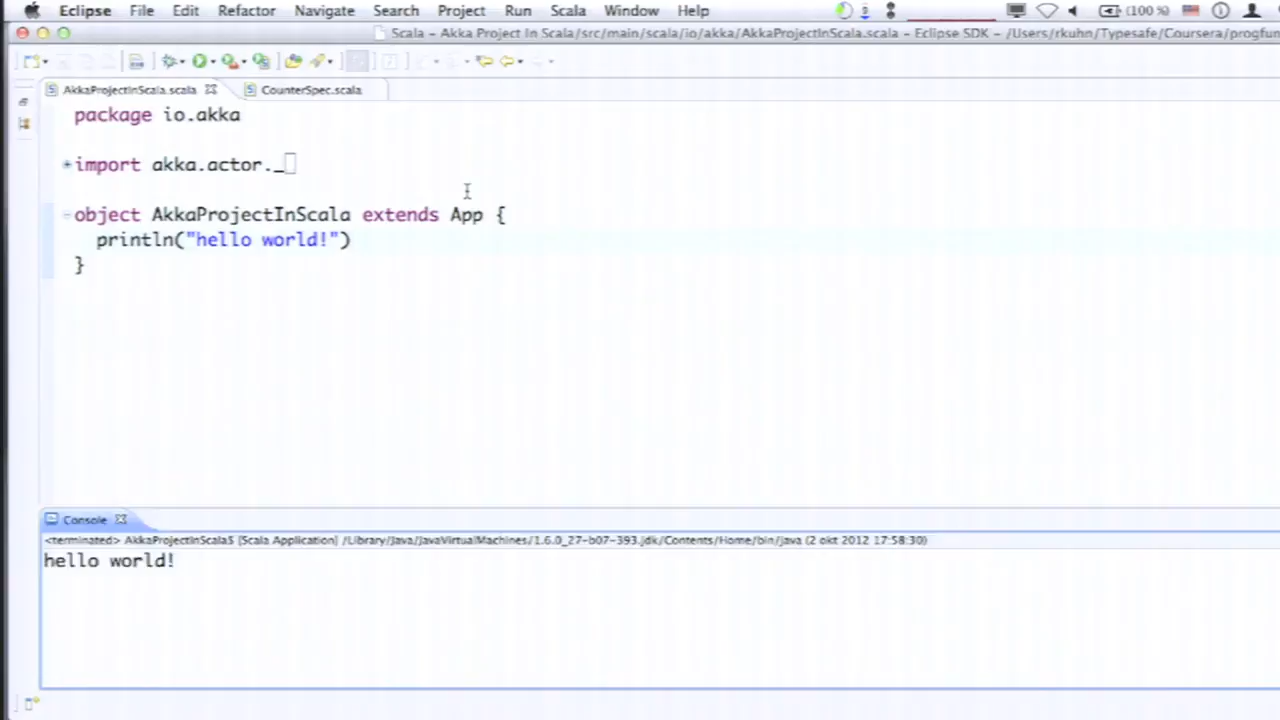 Eclipse File Edit Refactor Navigate Search Project Run Scala Window Help (100 %)
Scala – Akka Project In Scala/src/main/scala/io/akka/AkkaProjectInScala.scala – Eclipse SDK – /Users/rkuhn/Typesafe/Coursera/progfun
AkkaProjectInScala.scala CounterSpec.scala
package io.akka
import akka.actor._
object AkkaProjectInScala extends App {
println("hello world!")
}
Console
<terminated> AkkaProjectInScala$ [Scala Application] /Library/Java/JavaVirtualMachines/1.6.0_27-b07-393.jdk/Contents/Home/bin/java (2 okt 2012 17:58:30)
hello world!